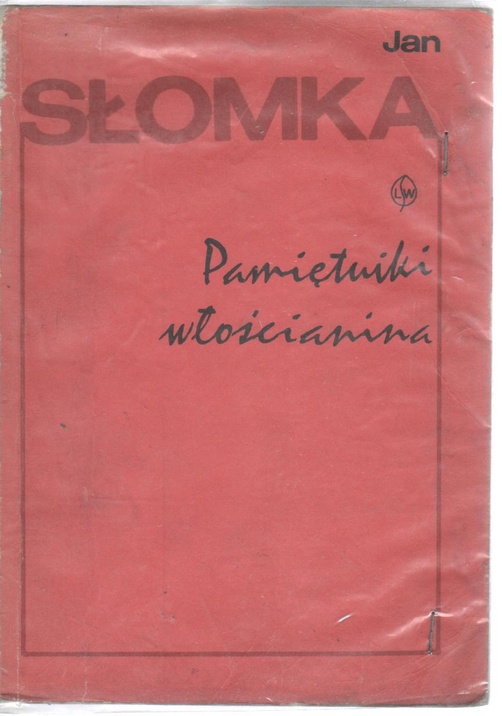 Jan
SŁOMKA
LSW
Pamiętniki
włościanina